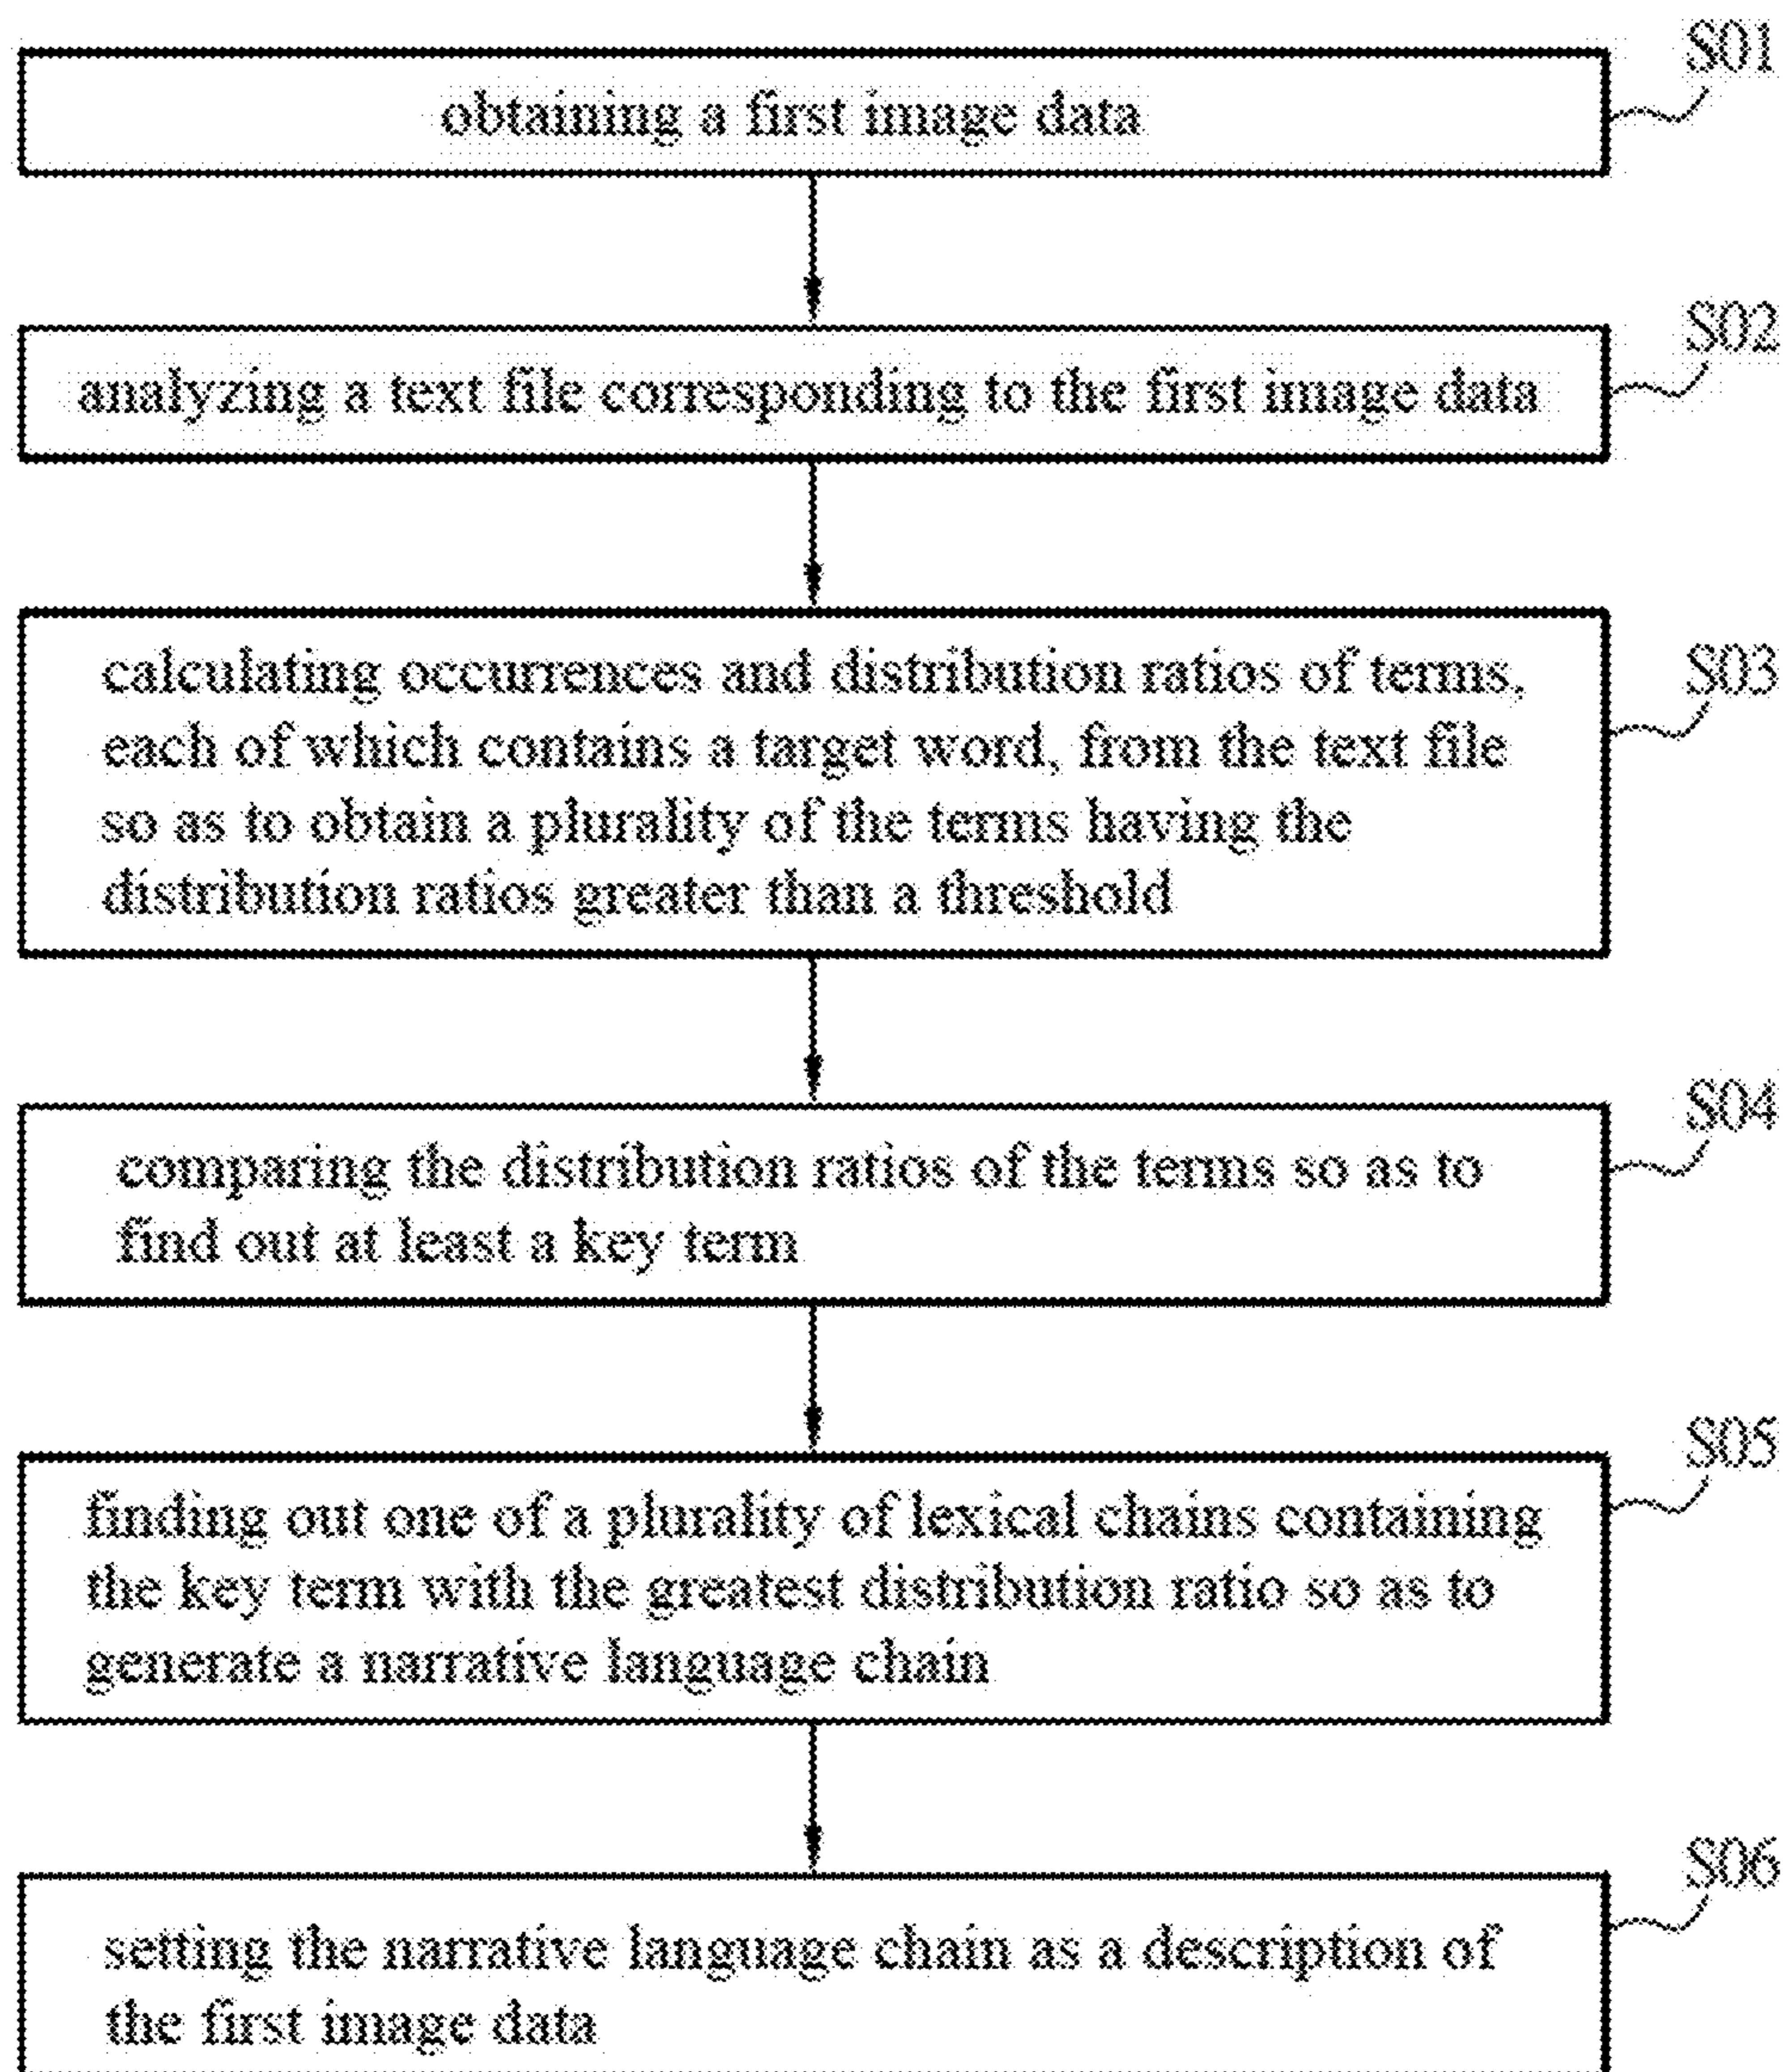 S01
obtaining a first image data
S02
analyzing a text file corresponding to the first image data
S03
calculating occurrences and distribution ratios of terms,
each of which contains a target word, from the text file
so as to obtain a plurality of the terms having the
distribution ratios greater than a threshold
S04
comparing the distribution ratios of the terms so as to
find out at least a key term
S05
finding out one of a plurality of lexical chains containing
the key term with the greatest distribution ratio so as to
generate a narrative language chain
S06
setting the narrative language chain as a description of
the first image data